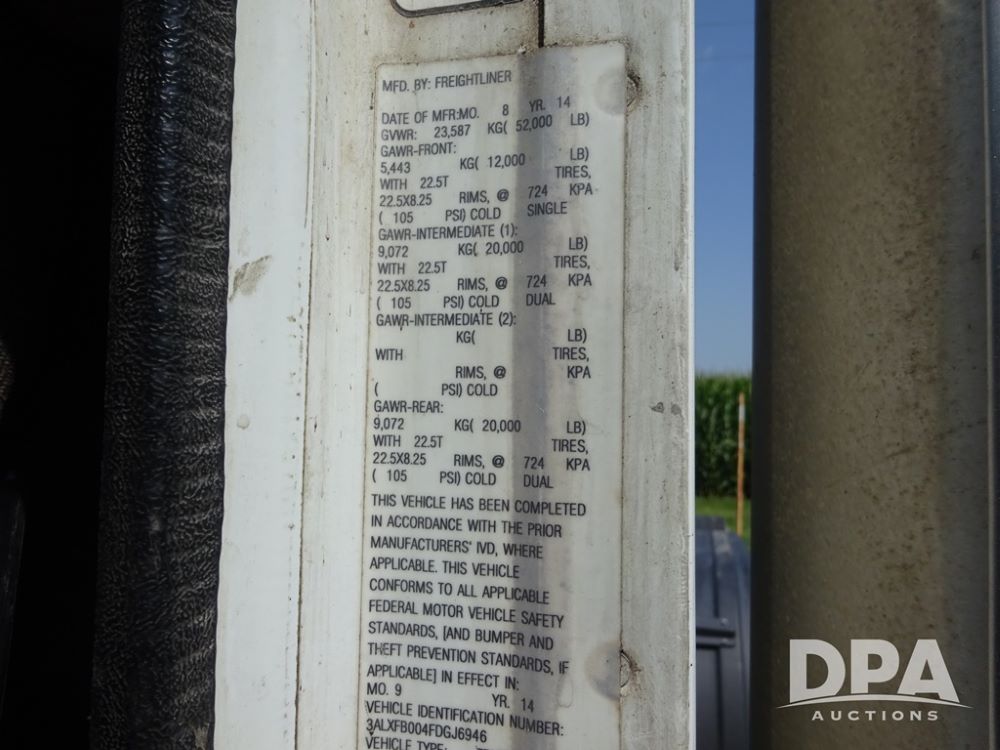 MFD. BY: FREIGHTLINER
DATE OF MFR:MO. 8 YR. 14
GVWR: 23,587 KG( 52,000 LB)
GAWR-FRONT:
5,443 KG( 12,000 LB)
WITH 22.5T TIRES,
22.5X8.25 RIMS, @ 724 KPA
( 105 PSI) COLD SINGLE
GAWR-INTERMEDIATE (1):
9,072 KG( 20,000 LB)
WITH 22.5T TIRES,
22.5X8.25 RIMS, @ 724 KPA
( 105 PSI) COLD DUAL
GAWR-INTERMEDIATE (2):
KG( LB)
WITH TIRES,
RIMS, @ KPA
( PSI) COLD
GAWR-REAR:
9,072 KG( 20,000 LB)
WITH 22.5T TIRES,
22.5X8.25 RIMS, @ 724 KPA
( 105 PSI) COLD DUAL
THIS VEHICLE HAS BEEN COMPLETED
IN ACCORDANCE WITH THE PRIOR
MANUFACTURERS' IVD, WHERE
APPLICABLE. THIS VEHICLE
CONFORMS TO ALL APPLICABLE
FEDERAL MOTOR VEHICLE SAFETY
STANDARDS, [AND BUMPER AND
THEFT PREVENTION STANDARDS, IF
APPLICABLE] IN EFFECT IN:
MO. 9 YR. 14
VEHICLE IDENTIFICATION NUMBER:
3ALXFB004FDGJ6946
VEHICLE TYPE:
DPA
AUCTIONS